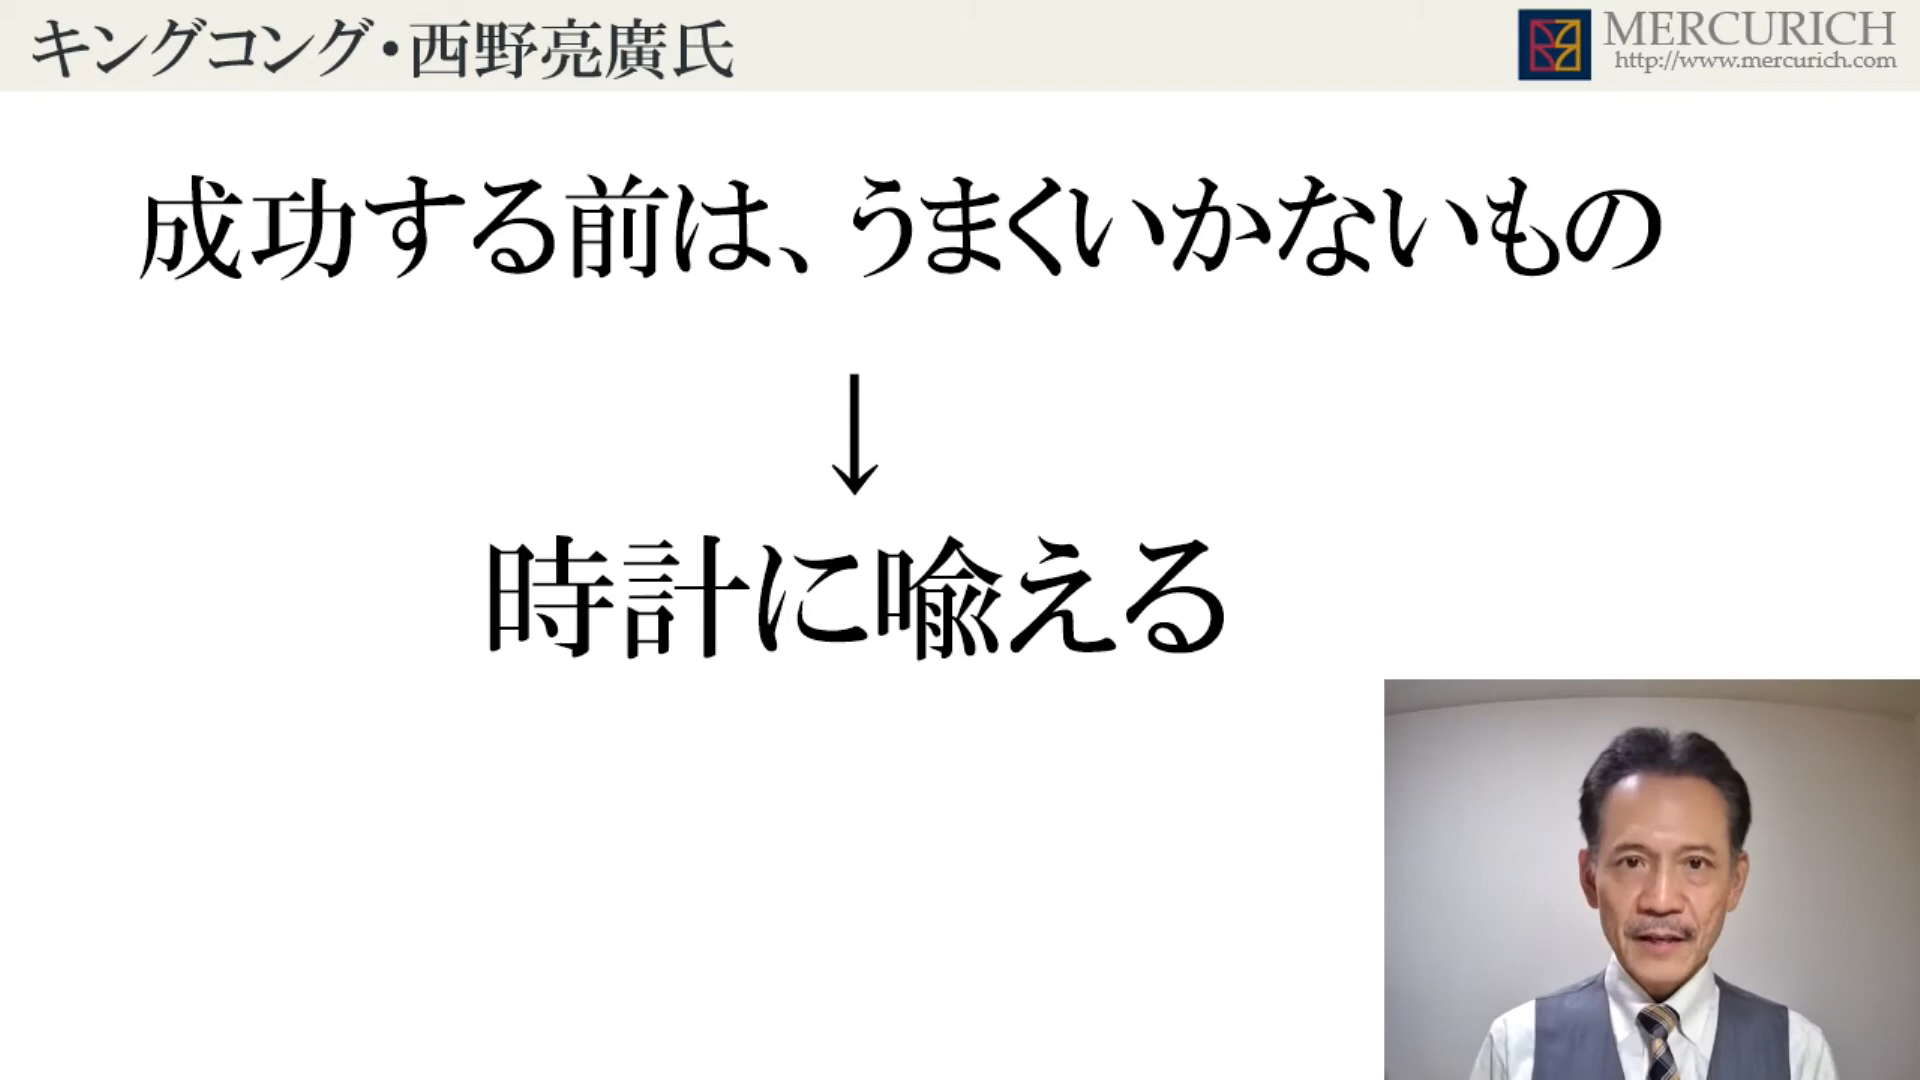 キングコング・西野亮廣氏
MERCURICH
http://www.mercurich.com
成功する前は、うまくいかないもの
↓
時計に喩える